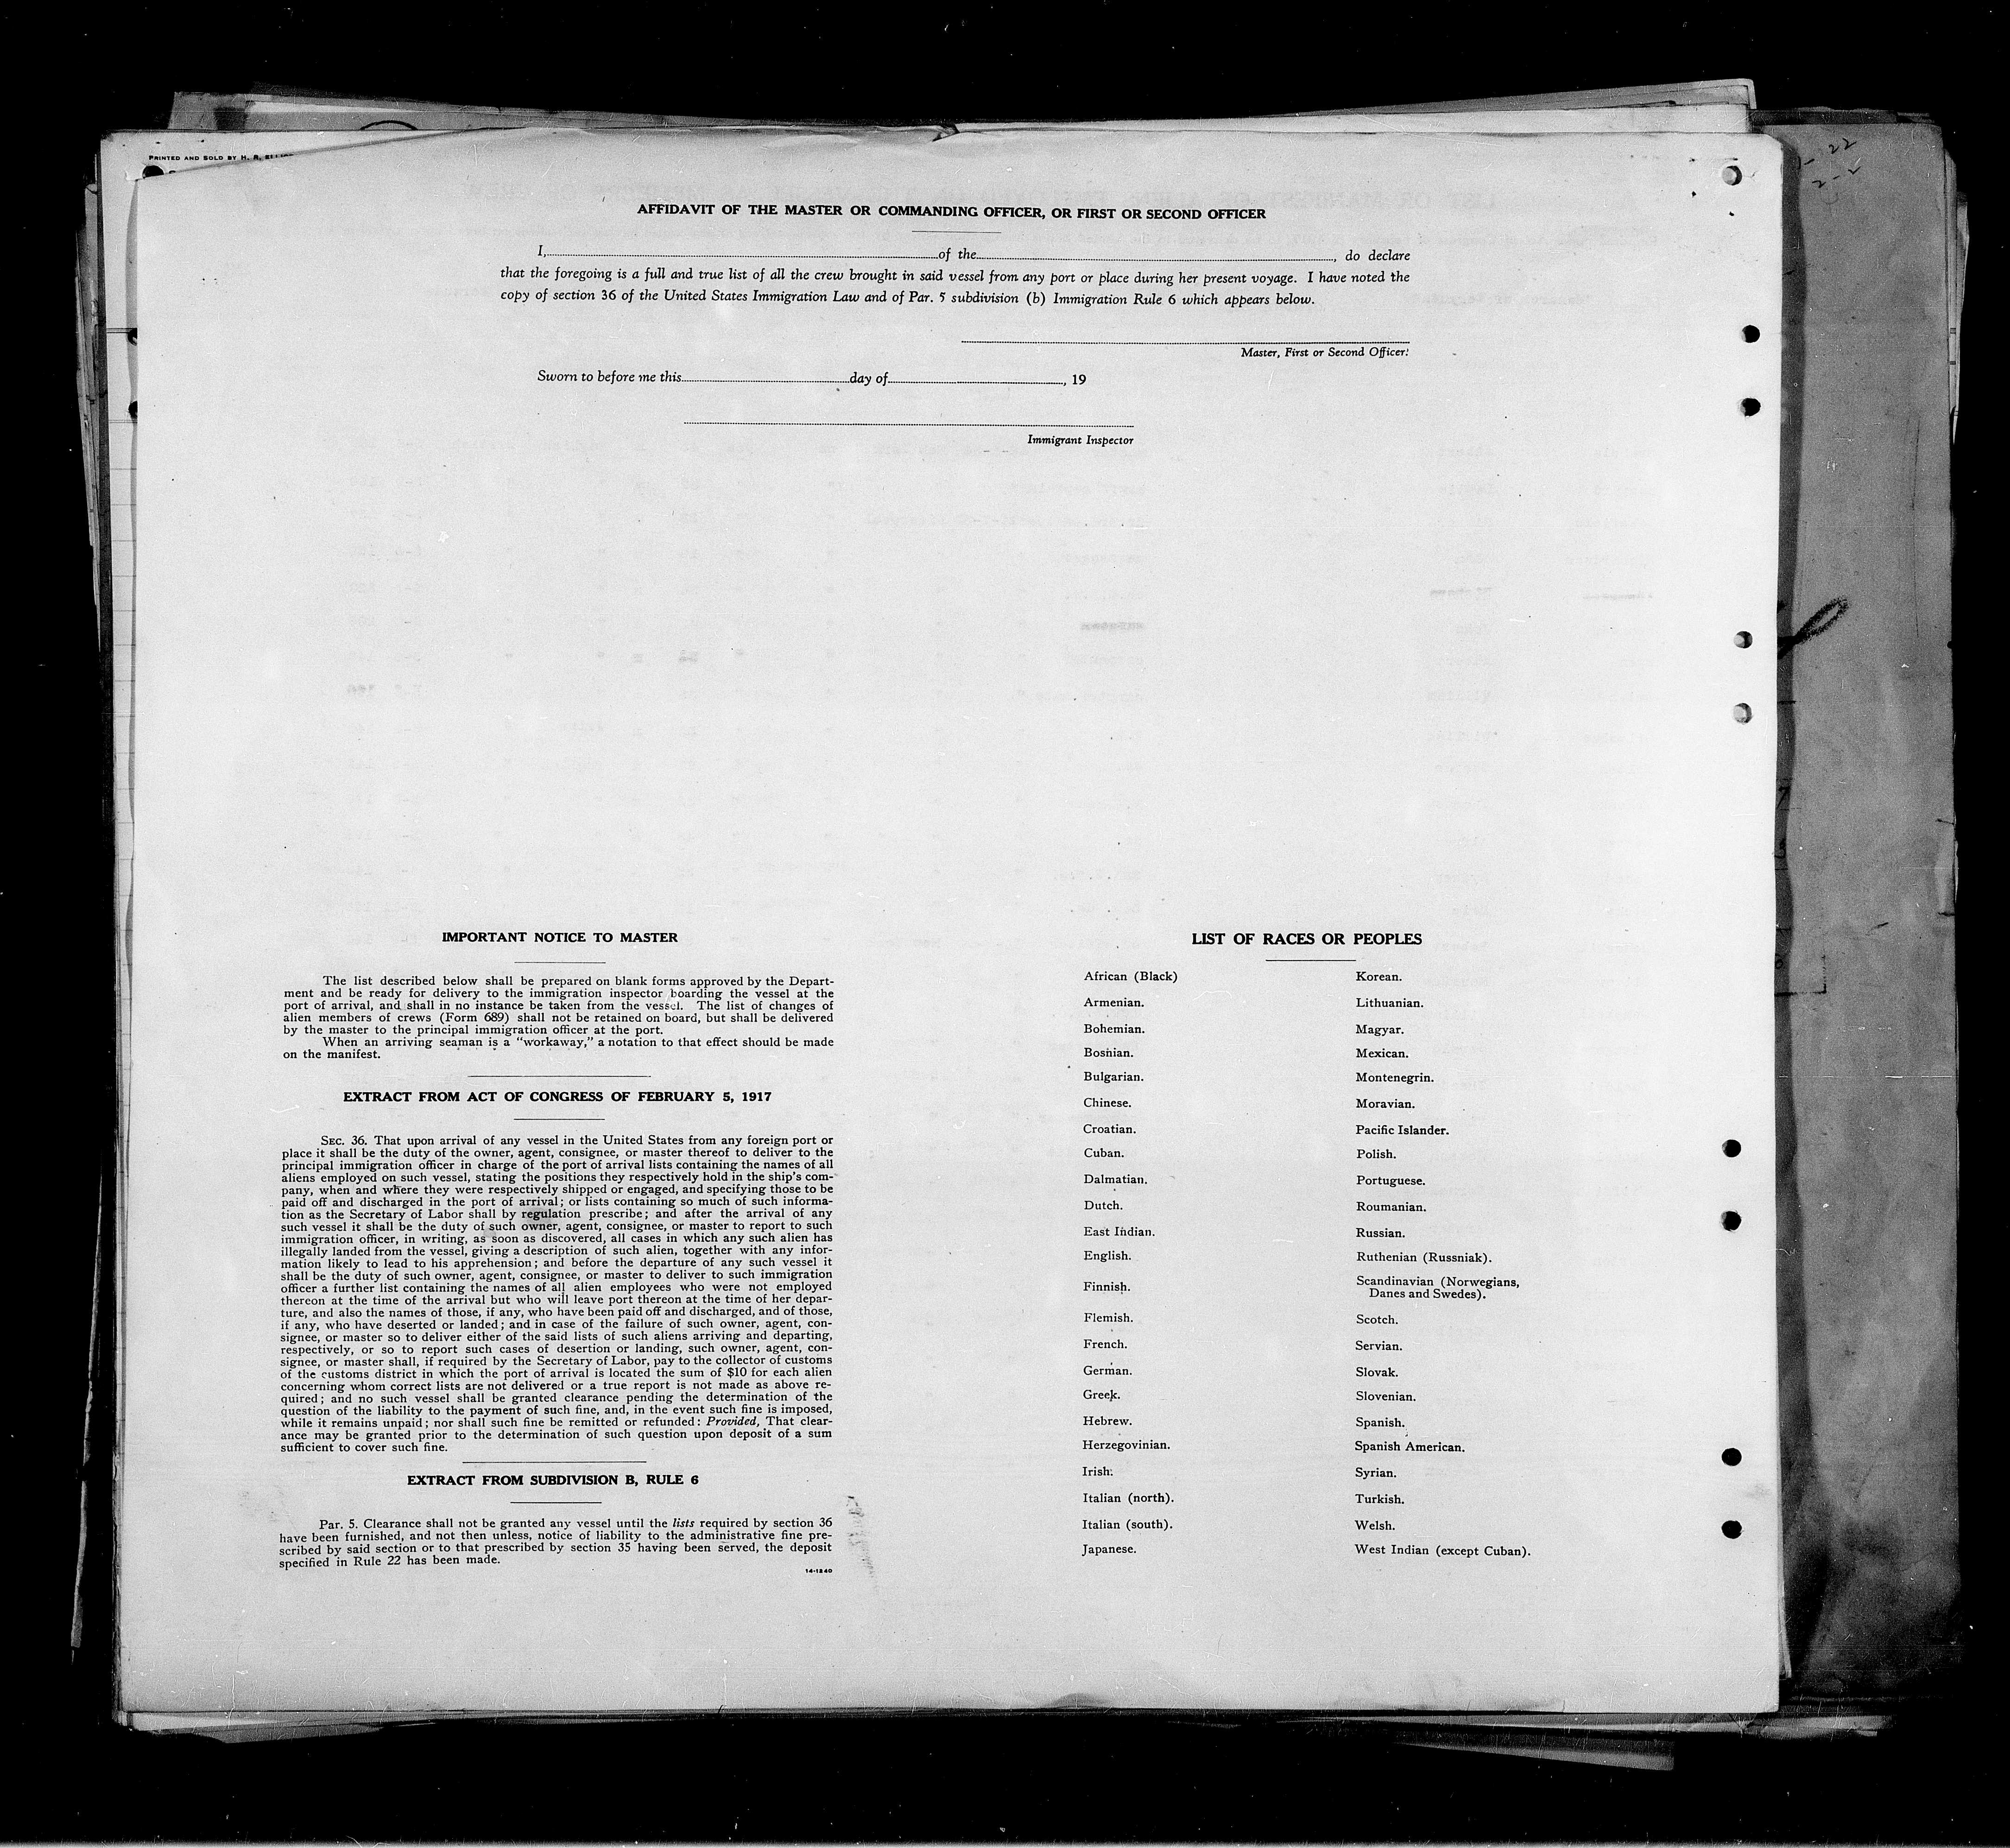 PRINTED AND SOLD BY H. R.
AFFIDAVIT OF THE MASTER OR COMMANDING OFFICER, OR FIRST OR SECOND OFFICER
I, of the , do declare
that the foregoing is a full and true list of all the crew brought in said vessel from any port or place during her present voyage. I have noted the
copy of section 36 of the United States Immigration Law and of Par. 5 subdivision (b) Immigration Rule 6 which appears below.
Master, First or Second Officer.
Sworn to before me this day of , 19
Immigrant Inspector
IMPORTANT NOTICE TO MASTER
The list described below shall be prepared on blank forms approved by the Depart-
ment and be ready for delivery to the immigration inspector boarding the vessel at the
port of arrival, and shall in no instance be taken from the vessel. The list of changes of
alien members of crews (Form 689) shall not be retained on board, but shall be delivered
by the master to the principal immigration officer at the port.
When an arriving seaman is a "workaway," a notation to that effect should be made
on the manifest.
EXTRACT FROM ACT OF CONGRESS OF FEBRUARY 5, 1917
SEC. 36. That upon arrival of any vessel in the United States from any foreign port or
place it shall be the duty of the owner, agent, consignee, or master thereof to deliver to the
principal immigration officer in charge of the port of arrival lists containing the names of all
aliens employed on such vessel, stating the positions they respectively hold in the ship's com-
pany, when and where they were respectively shipped or engaged, and specifying those to be
paid off and discharged in the port of arrival; or lists containing so much of such informa-
tion as the Secretary of Labor shall by regulation prescribe; and after the arrival of any
such vessel it shall be the duty of such owner, agent, consignee, or master to report to such
immigration officer, in writing, as soon as discovered, all cases in which any such alien has
illegally landed from the vessel, giving a description of such alien, together with any infor-
mation likely to lead to his apprehension; and before the departure of any such vessel it
shall be the duty of such owner, agent, consignee, or master to deliver to such immigration
officer a further list containing the names of all alien employees who were not employed
thereon at the time of the arrival but who will leave port thereon at the time of her depar-
ture, and also the names of those, if any, who have been paid off and discharged, and of those,
if any, who have deserted or landed; and in case of the failure of such owner, agent, con-
signee, or master so to deliver either of the said lists of such aliens arriving and departing,
respectively, or so to report such cases of desertion or landing, such owner, agent, con-
signee, or master shall, if required by the Secretary of Labor, pay to the collector of customs
of the customs district in which the port of arrival is located the sum of $10 for each alien
concerning whom correct lists are not delivered or a true report is not made as above re-
quired; and no such vessel shall be granted clearance pending the determination of the
question of the liability to the payment of such fine, and, in the event such fine is imposed,
while it remains unpaid; nor shall such fine be remitted or refunded: Provided, That clear-
ance may be granted prior to the determination of such question upon deposit of a sum
sufficient to cover such fine.
EXTRACT FROM SUBDIVISION B, RULE 6
Par. 5. Clearance shall not be granted any vessel until the lists required by section 36
have been furnished, and not then unless, notice of liability to the administrative fine pre-
scribed by said section or to that prescribed by section 35 having been served, the deposit
specified in Rule 22 has been made.
14-1240
LIST OF RACES OR PEOPLES
African (Black)
Armenian.
Bohemian.
Bosnian.
Bulgarian.
Chinese.
Croatian.
Cuban.
Dalmatian.
Dutch.
East Indian.
English.
Finnish.
Flemish.
French.
German.
Greek.
Hebrew.
Herzegovinian.
Irish.
Italian (north).
Italian (south).
Japanese.
Korean.
Lithuanian.
Magyar.
Mexican.
Montenegrin.
Moravian.
Pacific Islander.
Polish.
Portuguese.
Roumanian.
Russian.
Ruthenian (Russniak).
Scandinavian (Norwegians,
Danes and Swedes).
Scotch.
Servian.
Slovak.
Slovenian.
Spanish.
Spanish American.
Syrian.
Turkish.
Welsh.
West Indian (except Cuban).